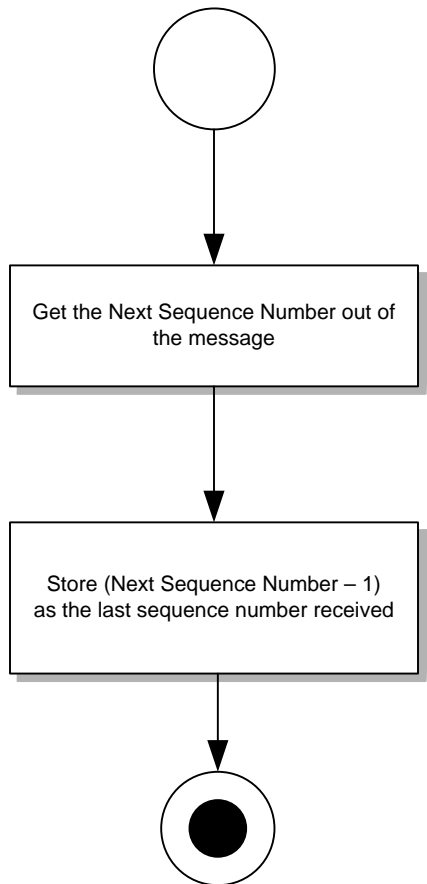 Get the Next Sequence Number out of
the message
Store (Next Sequence Number – 1)
as the last sequence number received